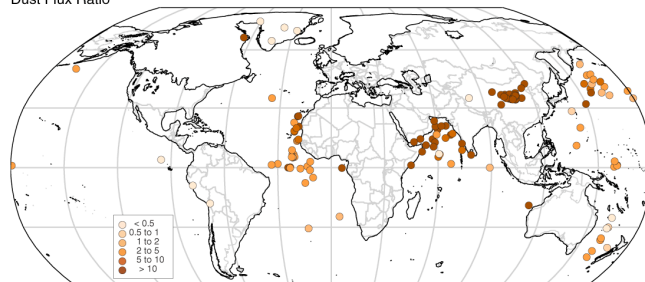 Dust Flux Ratio
< 0.5
0.5 to 1
1 to 2
2 to 5
5 to 10
> 10